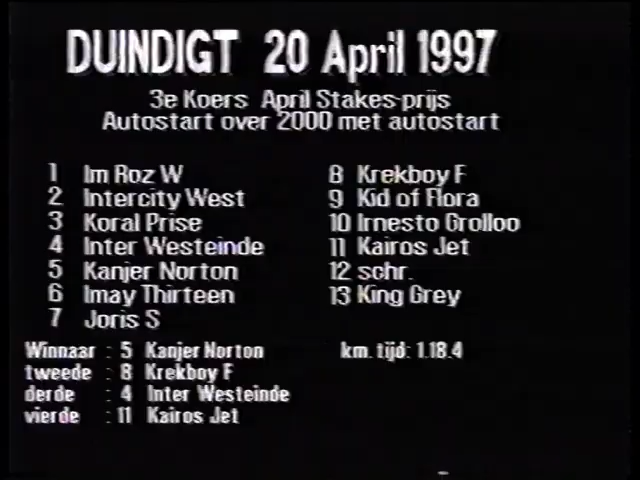 DUINDIGT 20 April 1997
3e Koers April Stakes-prijs
Autostart over 2000 met autostart
1 Im Roz W
2 Intercity West
3 Koral Prise
4 Inter Westeinde
5 Kanjer Norton
6 Imay Thirteen
7 Joris S
8 Krekboy F
9 Kid of Flora
10 Irnesto Grolloo
11 Kairos Jet
12 schr.
13 King Grey
Winnaar : 5 Kanjer Norton
tweede : 8 Krekboy F
derde : 4 Inter Westeinde
vierde : 11 Kairos Jet
km. tijd: 1.18.4